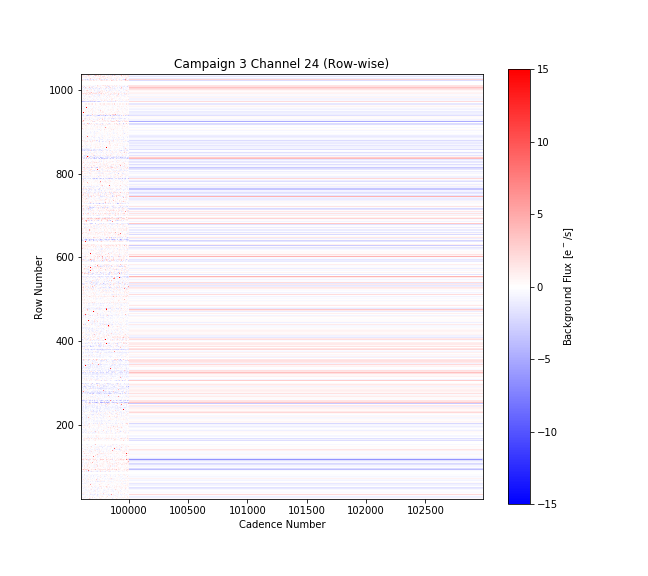 Campaign 3 Channel 24 (Row-wise)
1000
800
600
400
200
Row Number
100000 100500 101000 101500 102000 102500
Cadence Number
15
10
5
0
−5
−10
−15
Background Flux [e⁻/s]